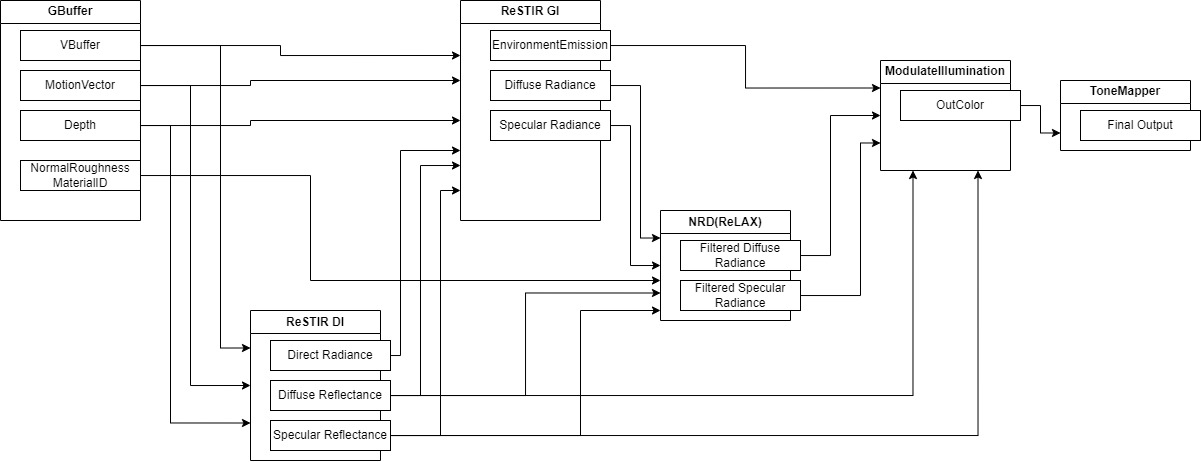 GBuffer
VBuffer
MotionVector
Depth
NormalRoughness
MaterialID
ReSTIR GI
EnvironmentEmission
Diffuse Radiance
Specular Radiance
ModulateIllumination
OutColor
ToneMapper
Final Output
NRD(ReLAX)
Filtered Diffuse
Radiance
Filtered Specular
Radiance
ReSTIR DI
Direct Radiance
Diffuse Reflectance
Specular Reflectance